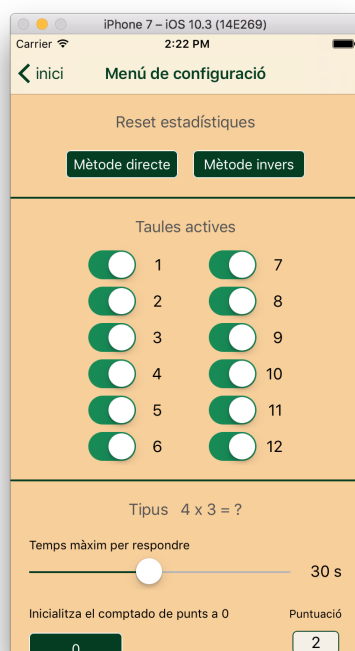 iPhone 7 – iOS 10.3 (14E269)
Carrier 2:22 PM
inici Menú de configuració
Reset estadístiques
Mètode directe Mètode invers
Taules actives
1 7
2 8
3 9
4 10
5 11
6 12
Tipus 4 x 3 = ?
Temps màxim per respondre
30 s
Inicialitza el comptado de punts a 0 Puntuació
0 2